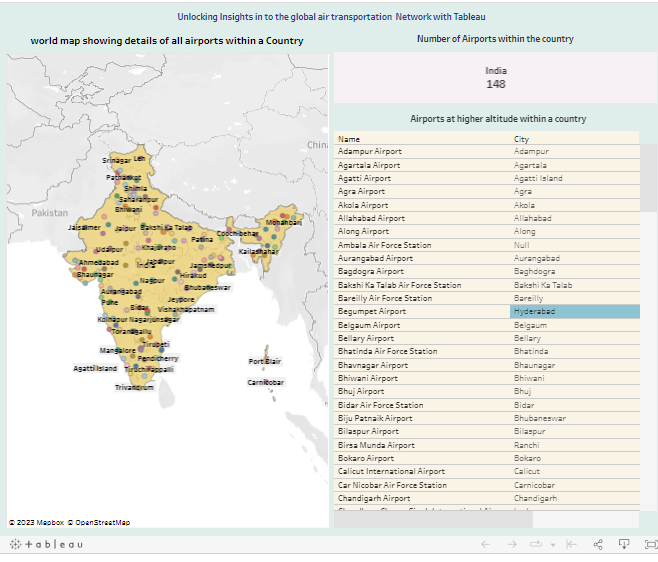 Unlocking Insights in to the global air transportation Network with Tableau
world map showing details of all airports within a Country
Number of Airports within the country
India
148
Airports at higher altitude within a country
Name City
Adampur Airport Adampur
Agartala Airport Agartala
Agatti Airport Agatti Island
Agra Airport Agra
Akola Airport Akola
Allahabad Airport Allahabad
Along Airport Along
Ambala Air Force Station Null
Aurangabad Airport Aurangabad
Bagdogra Airport Baghdogra
Bakshi Ka Talab Air Force Station Bakshi Ka Talab
Bareilly Air Force Station Bareilly
Begumpet Airport Hyderabad
Belgaum Airport Belgaum
Bellary Airport Bellary
Bhatinda Air Force Station Bhatinda
Bhavnagar Airport Bhaunagar
Bhiwani Airport Bhiwani
Bhuj Airport Bhuj
Bidar Air Force Station Bidar
Biju Patnaik Airport Bhubaneswar
Bilaspur Airport Bilaspur
Birsa Munda Airport Ranchi
Bokaro Airport Bokaro
Calicut International Airport Calicut
Car Nicobar Air Force Station Carnicobar
Chandigarh Airport Chandigarh
China
Pakistan
Srinagar Leh
Pathankot
Shimla
Saharanpur
Bhiwani
Jaisalmer Jaipur Bakshi Ka Talab
Coochbehar
Mohanbari
Patina
Kailashahar
Udaipur Khajuraho
Ahmedabad India Jabalpur Jamshedpur
Bhaunagar Nagpur Hirakud
Aurangabad Bhubaneswar
Pune Jeypore
Bidar Vishakhapatnam
Kolhapur Nagarjunsagar
Toranagallu
Mangalore Tirupeti
Pendicherry
Agatti Island Tiruchirappalli
Trivandrum
Port Blair
Carnicobar
© 2023 Mapbox © OpenStreetMap
+ableau